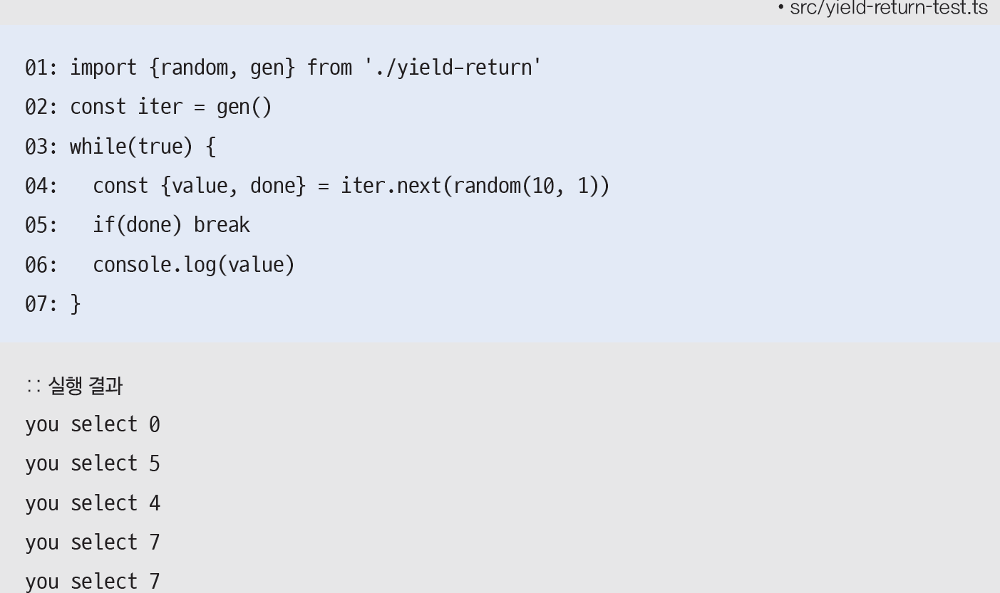 • src/yield-return-test.ts
01: import {random, gen} from './yield-return'
02: const iter = gen()
03: while(true) {
04:   const {value, done} = iter.next(random(10, 1))
05:   if(done) break
06:   console.log(value)
07: }
:: 실행 결과
you select 0
you select 5
you select 4
you select 7
you select 7